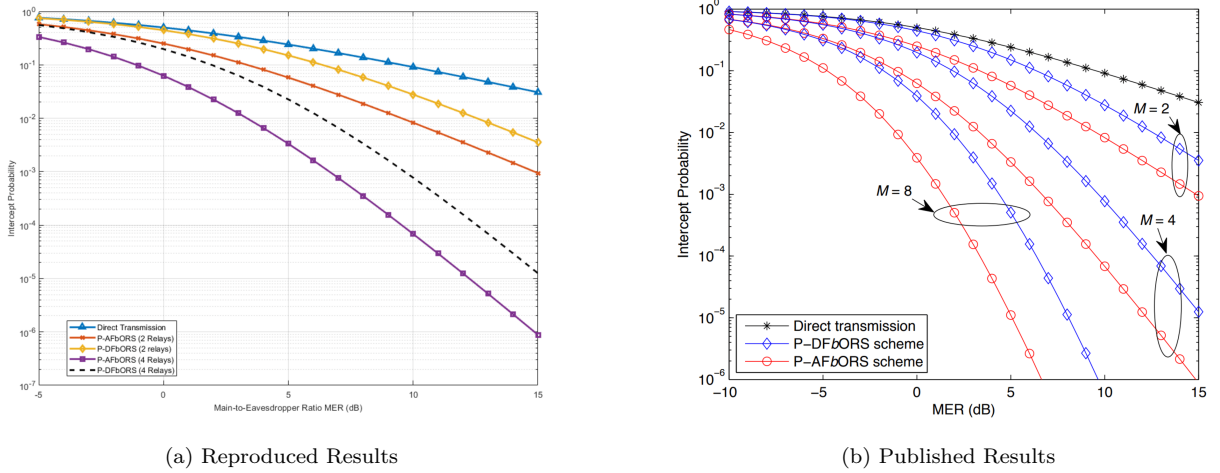 10^0
10^-1
10^-2
10^-3
10^-4
10^-5
10^-6
10^-7
Intercept Probability
Direct Transmission
P-AFbORS (2 Relays)
P-DFbORS (2 relays)
P-AFbORS (4 Relays)
P-DFbORS (4 Relays)
-5 0 5 10 15
Main-to-Eavesdropper Ratio MER (dB)
(a) Reproduced Results
10^0
10^-1
10^-2
10^-3
10^-4
10^-5
10^-6
Intercept Probability
M = 2
M = 8
M = 4
Direct transmission
P−DFbORS scheme
P−AFbORS scheme
−10 −5 0 5 10 15
MER (dB)
(b) Published Results